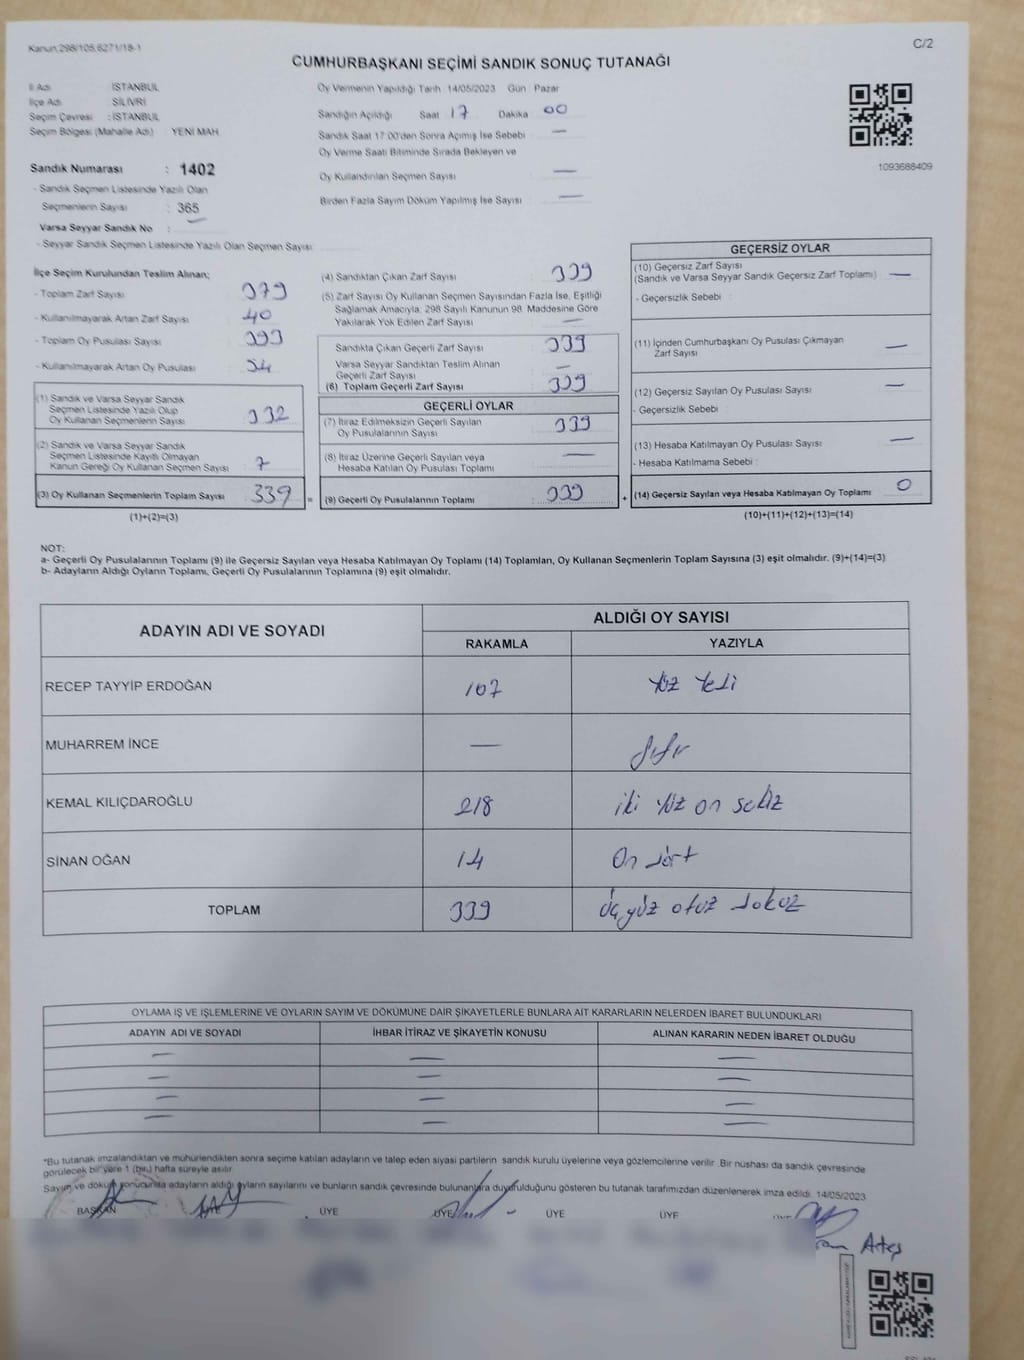 Kanun,298/105,6271/18-1
C/2
CUMHURBAŞKANI SEÇİMİ SANDIK SONUÇ TUTANAĞI
İl Adı : İSTANBUL
İlçe Adı : SİLİVRİ
Seçim Çevresi : İSTANBUL
Seçim Bölgesi (Mahalle Adı) : YENİ MAH
Sandık Numarası : 1402
- Sandık Seçmen Listesinde Yazılı Olan
Seçmenlerin Sayısı : 365
Varsa Seyyar Sandık No : —
- Seyyar Sandık Seçmen Listesinde Yazılı Olan Seçmen Sayısı:
Oy Vermenin Yapıldığı Tarih : 14/05/2023 Gün : Pazar
Sandığın Açıldığı Saat : 17 Dakika : 00
Sandık Saat 17:00'den Sonra Açımış İse Sebebi : —
Oy Verme Saati Bitiminde Sırada Bekleyen ve
Oy Kullandırılan Seçmen Sayısı : —
Birden Fazla Sayım Döküm Yapılmış İse Sayısı : —
1093688409
İlçe Seçim Kurulundan Teslim Alınan;
- Toplam Zarf Sayısı : 379
- Kullanılmayarak Artan Zarf Sayısı : 40
- Toplam Oy Pusulası Sayısı : 393
- Kullanılmayarak Artan Oy Pusulası : 54
(1) Sandık ve Varsa Seyyar Sandık
Seçmen Listesinde Yazılı Olup
Oy Kullanan Seçmenlerin Sayısı : 332
(2) Sandık ve Varsa Seyyar Sandık
Seçmen Listesinde Kayıtlı Olmayan
Kanun Gereği Oy Kullanan Seçmen Sayısı : 7
(3) Oy Kullanan Seçmenlerin Toplam Sayısı : 339
(1)+(2)=(3)
(4) Sandıktan Çıkan Zarf Sayısı : 339
(5) Zarf Sayısı Oy Kullanan Seçmen Sayısından Fazla İse, Eşitliği
Sağlamak Amacıyla; 298 Sayılı Kanunun 98. Maddesine Göre
Yakılarak Yok Edilen Zarf Sayısı : —
Sandıkta Çıkan Geçerli Zarf Sayısı : 339
Varsa Seyyar Sandıktan Teslim Alınan
Geçerli Zarf Sayısı : —
(6) Toplam Geçerli Zarf Sayısı : 339
GEÇERLİ OYLAR
(7) İtiraz Edilmeksizin Geçerli Sayılan
Oy Pusulalarının Sayısı : 339
(8) İtiraz Üzerine Geçerli Sayılan veya
Hesaba Katılan Oy Pusulası Toplamı : —
= (9) Geçerli Oy Pusulalarının Toplamı : 339
GEÇERSİZ OYLAR
(10) Geçersiz Zarf Sayısı
(Sandık ve Varsa Seyyar Sandık Geçersiz Zarf Toplamı) : —
- Geçersizlik Sebebi :
(11) İçinden Cumhurbaşkanı Oy Pusulası Çıkmayan
Zarf Sayısı : —
(12) Geçersiz Sayılan Oy Pusulası Sayısı : —
- Geçersizlik Sebebi :
(13) Hesaba Katılmayan Oy Pusulası Sayısı : —
- Hesaba Katılmama Sebebi :
+ (14) Geçersiz Sayılan veya Hesaba Katılmayan Oy Toplamı : 0
(10)+(11)+(12)+(13)=(14)
NOT:
a- Geçerli Oy Pusulalarının Toplamı (9) ile Geçersiz Sayılan veya Hesaba Katılmayan Oy Toplamı (14) Toplamları, Oy Kullanan Seçmenlerin Toplam Sayısına (3) eşit olmalıdır. (9)+(14)=(3)
b- Adayların Aldığı Oyların Toplamı, Geçerli Oy Pusulalarının Toplamına (9) eşit olmalıdır.
ADAYIN ADI VE SOYADI
ALDIĞI OY SAYISI
RAKAMLA YAZIYLA
RECEP TAYYİP ERDOĞAN 107 Yüz Yedi
MUHARREM İNCE — Sıfır
KEMAL KILIÇDAROĞLU 218 iki Yüz on sekiz
SİNAN OĞAN 14 On dört
TOPLAM 339 Üç yüz otuz dokuz
OYLAMA İŞ VE İŞLEMLERİNE VE OYLARIN SAYIM VE DÖKÜMÜNE DAİR ŞİKAYETLERLE BUNLARA AİT KARARLARIN NELERDEN İBARET BULUNDUKLARI
ADAYIN ADI VE SOYADI İHBAR İTİRAZ VE ŞİKAYETİN KONUSU ALINAN KARARIN NEDEN İBARET OLDUĞU
— — —
— — —
— — —
— — —
"Bu tutanak imzalandıktan ve mühürlendikten sonra seçime katılan adayların ve talep eden siyasi partilerin sandık kurulu üyelerine veya gözlemcilerine verilir. Bir nüshası da sandık çevresinde
görülecek bir yere 1 (bir) hafta süreyle asılır.
Sayım ve döküm sonucunda adayların aldığı oyların sayılarını ve bunların sandık çevresinde bulunanlara duyurulduğunu gösteren bu tutanak tarafımızdan düzenlenerek imza edildi. 14/05/2023
BAŞKAN ÜYE ÜYE ÜYE ÜYE
Ateş